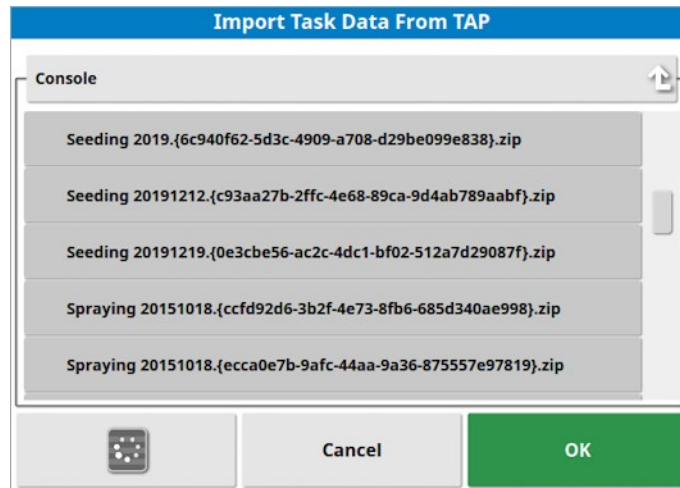 Import Task Data From TAP
Console
Seeding 2019.{6c940f62-5d3c-4909-a708-d29be099e838}.zip
Seeding 20191212.{c93aa27b-2ffc-4e68-89ca-9d4ab789aabf}.zip
Seeding 20191219.{0e3cbe56-ac2c-4dc1-bf02-512a7d29087f}.zip
Spraying 20151018.{ccfd92d6-3b2f-4e73-8fb6-685d340ae998}.zip
Spraying 20151018.{ecca0e7b-9afc-44aa-9a36-875557e97819}.zip
Cancel
OK